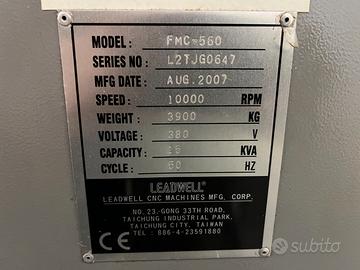 MODEL: FMC-560
SERIES NO: L2TJG0647
MFG DATE: AUG.2007
SPEED: 10000 RPM
WEIGHT: 3900 KG
VOLTAGE: 380 V
CAPACITY: KVA
CYCLE: 50 HZ
LEADWELL®
LEADWELL CNC MACHINES MFG. CORP.
NO.23.GONG 33TH ROAD,
TAICHUNG INDUSTRIAL PARK,
TAICHUNG CITY, TAIWAN
TEL : 886-4-23591880
CE
subito